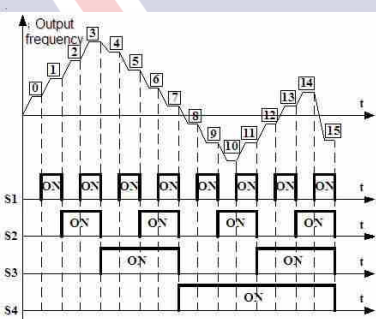 Output
frequency
3
2 4
1 5
0 6
7
t
8
9
10
11
12
13
14
15
ON ON ON ON ON ON ON ON
S1 t
ON ON ON ON
S2 t
ON ON
S3 t
ON
S4 t